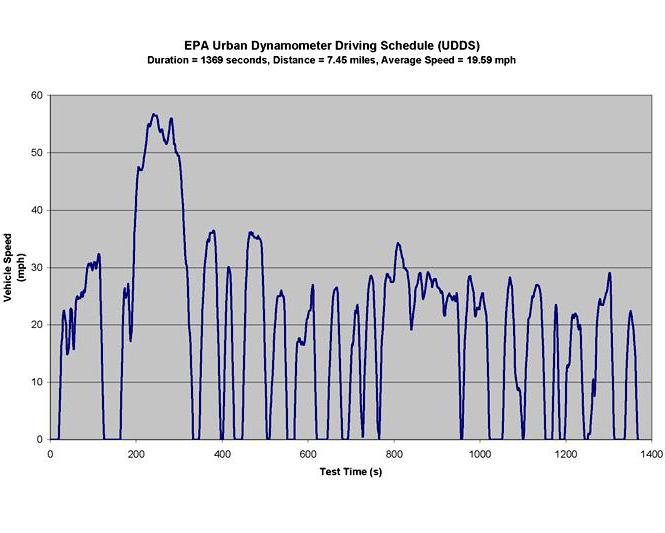 EPA Urban Dynamometer Driving Schedule (UDDS)
Duration = 1369 seconds, Distance = 7.45 miles, Average Speed = 19.59 mph
60
50
40
30
20
10
0
Vehicle Speed
(mph)
0 200 400 600 800 1000 1200 1400
Test Time (s)